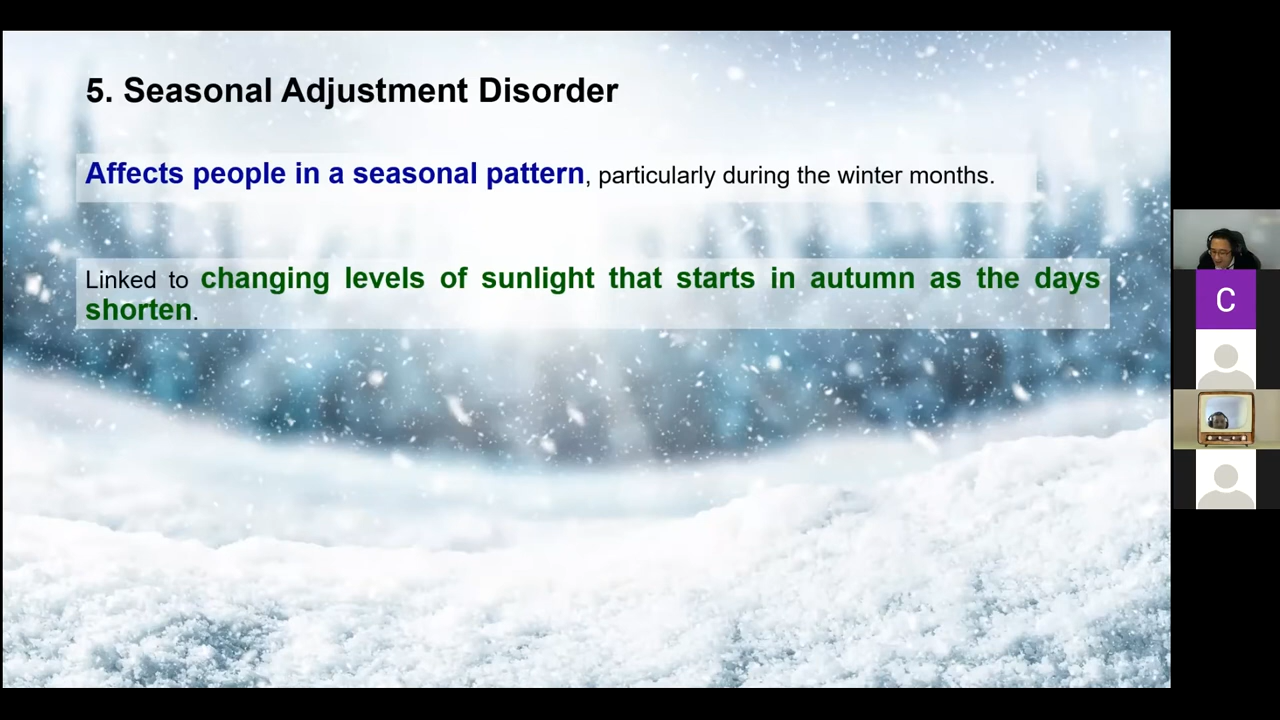 5. Seasonal Adjustment Disorder
Affects people in a seasonal pattern, particularly during the winter months.
Linked to changing levels of sunlight that starts in autumn as the days
shorten.
C